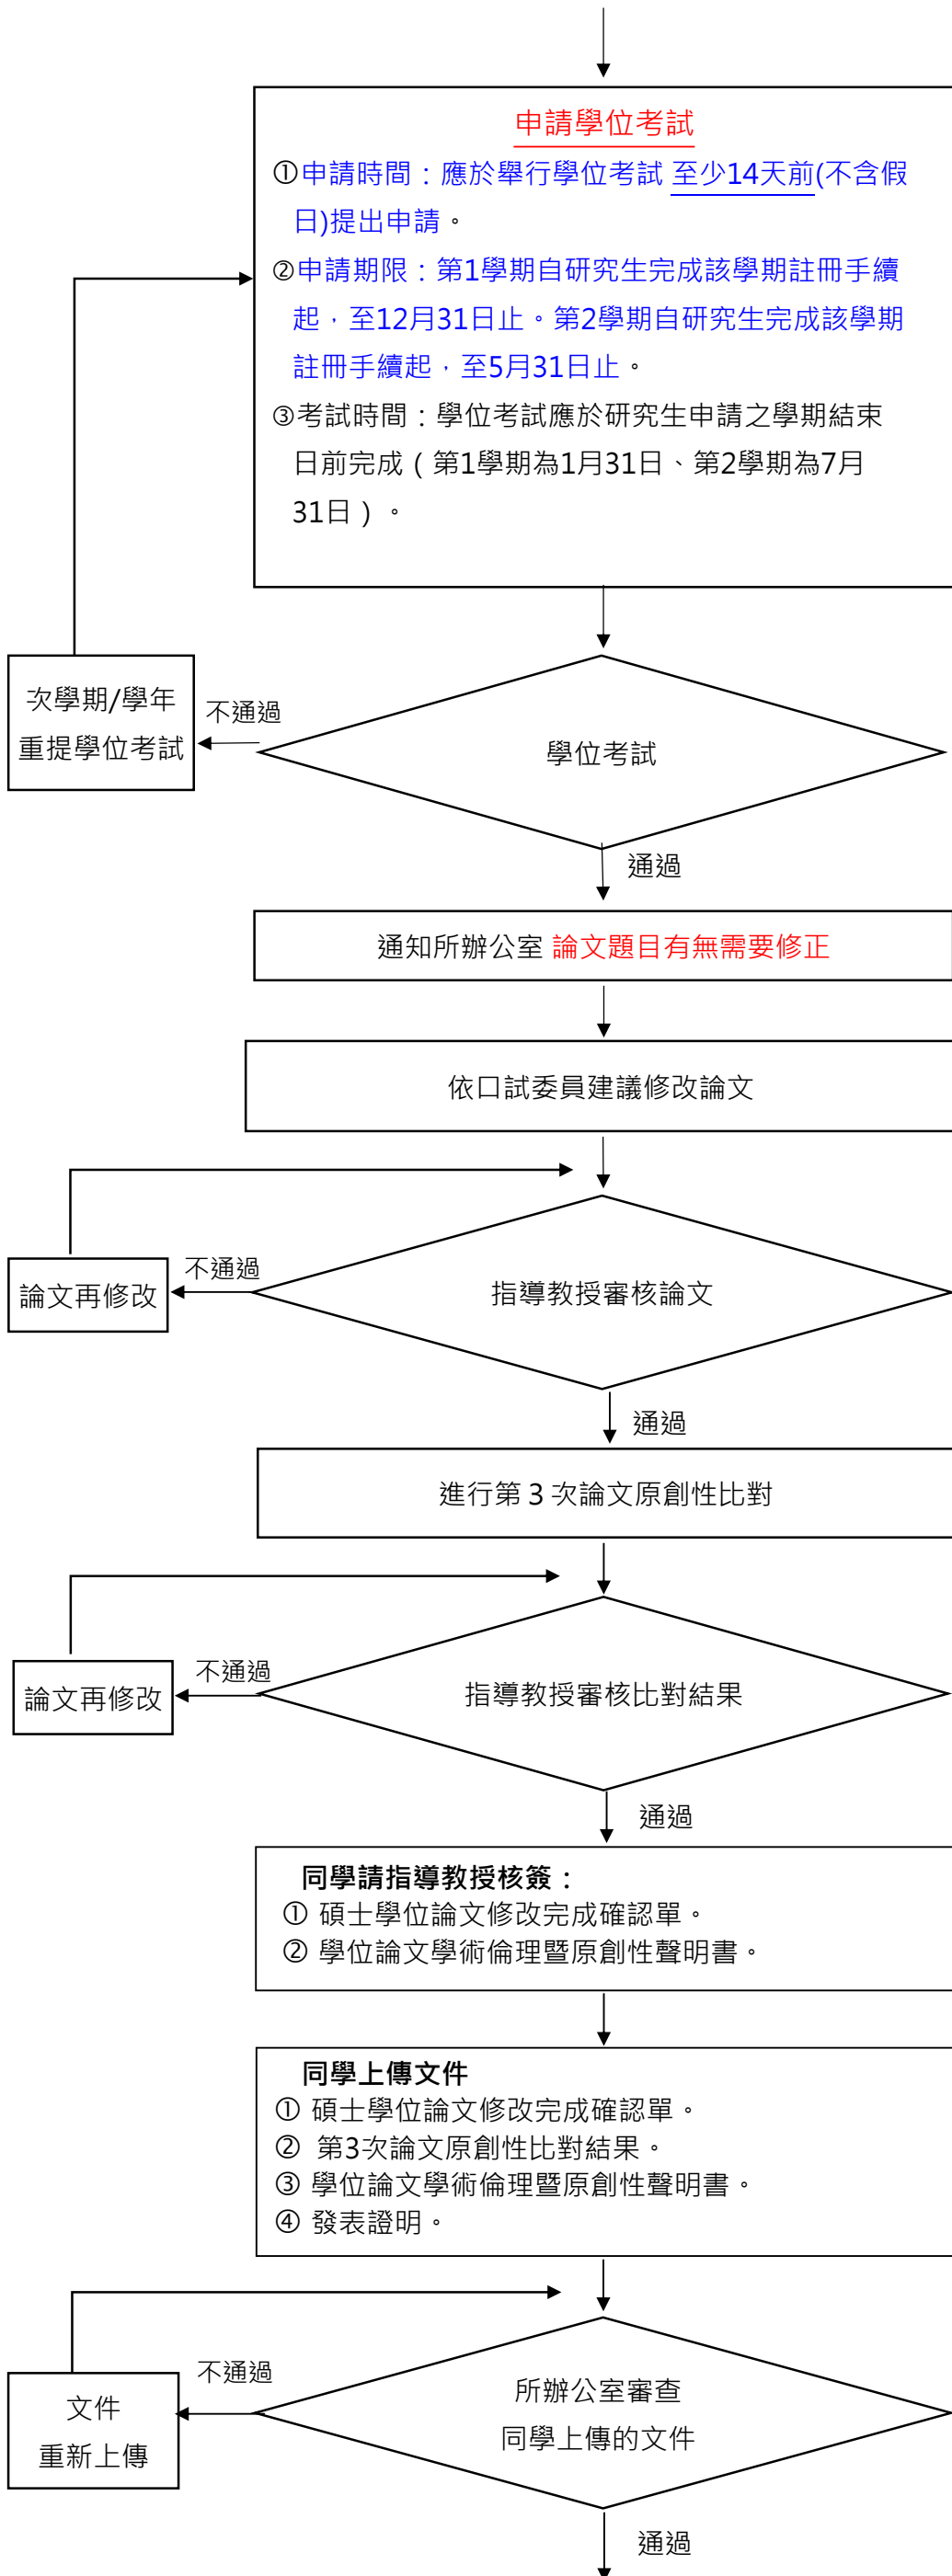 申請學位考試
①申請時間：應於舉行學位考試 至少14天前(不含假
日)提出申請。
②申請期限：第1學期自研究生完成該學期註冊手續
起，至12月31日止。第2學期自研究生完成該學期
註冊手續起，至5月31日止。
③考試時間：學位考試應於研究生申請之學期結束
日前完成（第1學期為1月31日、第2學期為7月
31日）。
次學期/學年
重提學位考試
不通過
學位考試
通過
通知所辦公室 論文題目有無需要修正
依口試委員建議修改論文
論文再修改
不通過
指導教授審核論文
通過
進行第 3 次論文原創性比對
論文再修改
不通過
指導教授審核比對結果
通過
同學請指導教授核簽：
① 碩士學位論文修改完成確認單。
② 學位論文學術倫理暨原創性聲明書。
同學上傳文件
① 碩士學位論文修改完成確認單。
② 第3次論文原創性比對結果。
③ 學位論文學術倫理暨原創性聲明書。
④ 發表證明。
不通過
文件
重新上傳
所辦公室審查
同學上傳的文件
通過